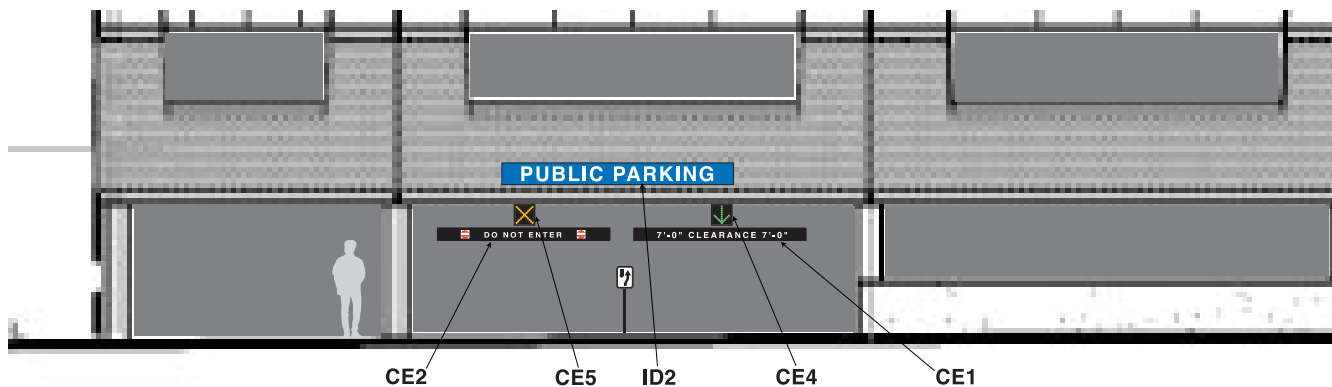 PUBLIC PARKING
DO NOT ENTER
7'-0" CLEARANCE 7'-0"
CE2
CE5
ID2
CE4
CE1